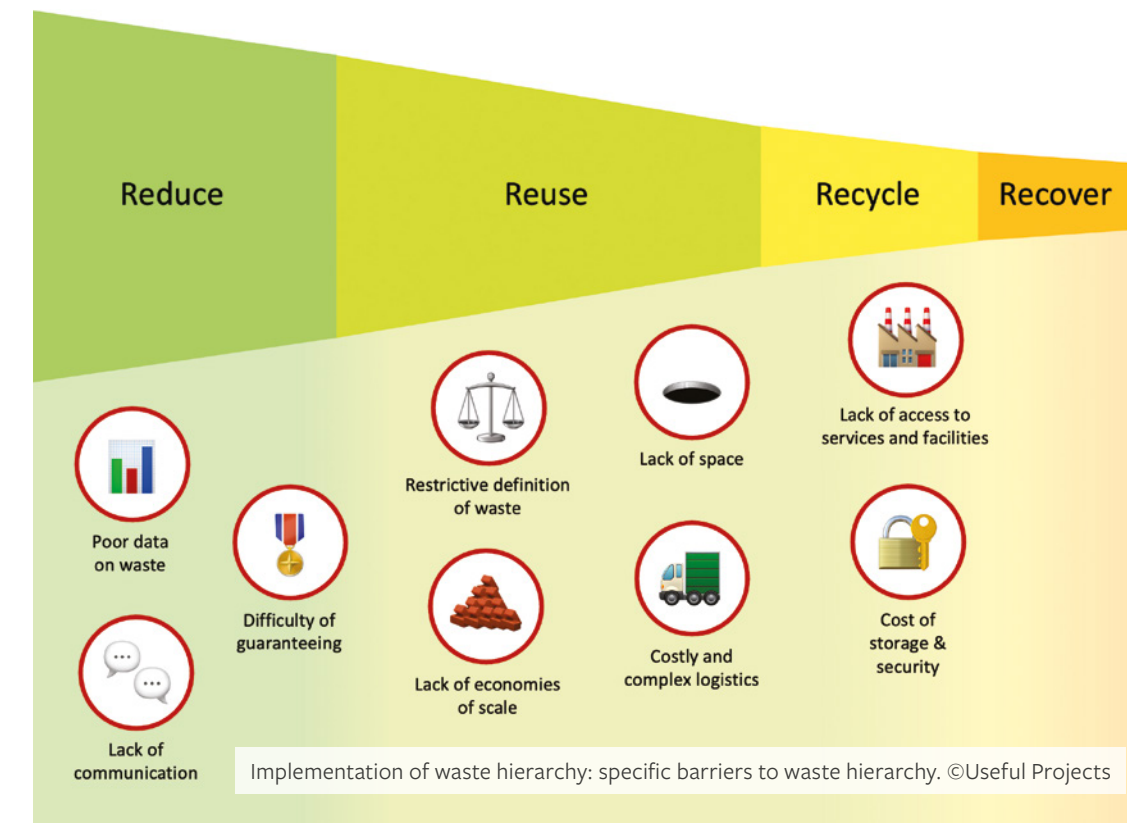 Reduce
Reuse
Recycle
Recover
Poor data
on waste
Lack of
communication
Difficulty of
guaranteeing
Restrictive definition
of waste
Lack of economies
of scale
Lack of space
Costly and
complex logistics
Lack of access to
services and facilities
Cost of
storage &
security
Implementation of waste hierarchy: specific barriers to waste hierarchy. ©Useful Projects